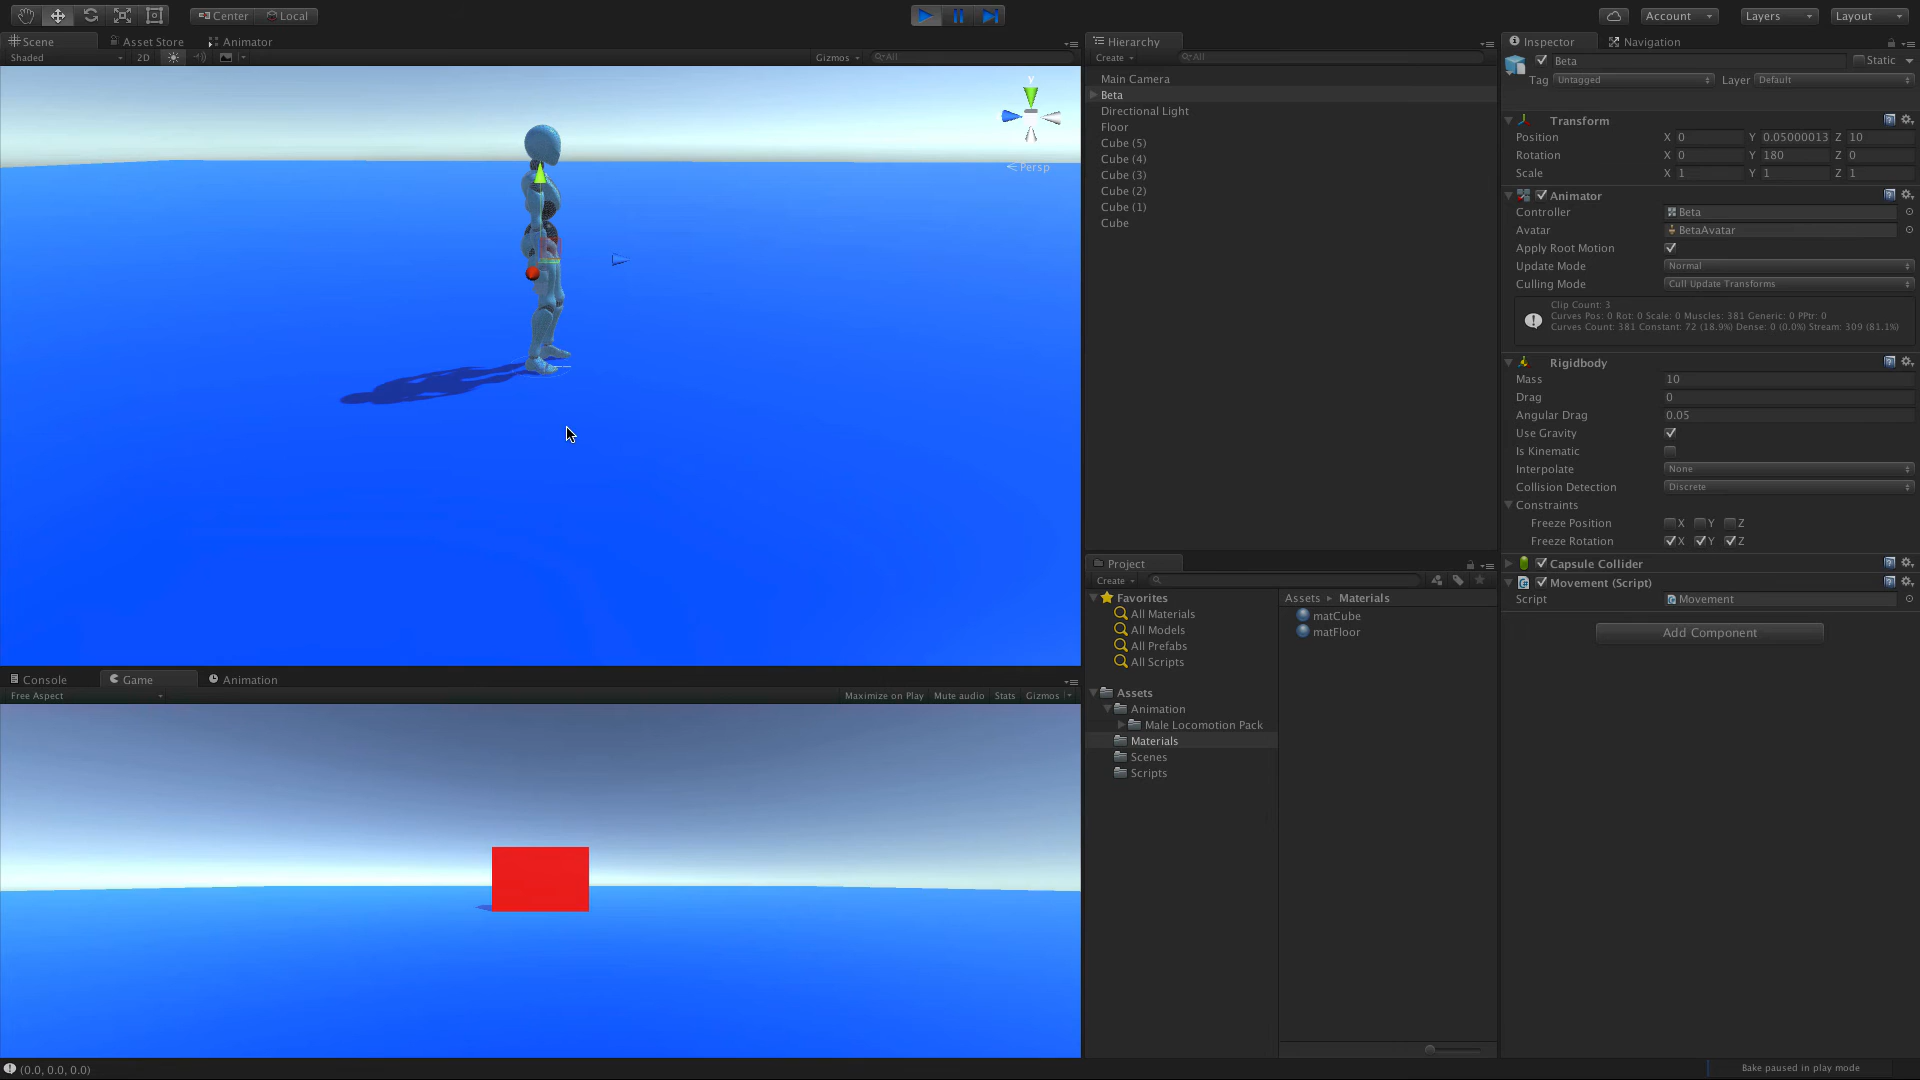 Center
Local
Account
Layers
Layout
Scene
Asset Store
Animator
Shaded
2D
Gizmos
All
y
Persp
Hierarchy
Create
All
Main Camera
Beta
Directional Light
Floor
Cube (5)
Cube (4)
Cube (3)
Cube (2)
Cube (1)
Cube
Inspector
Navigation
Beta
Static
Tag Untagged
Layer Default
Transform
Position X 0 Y 0.05000013 Z 10
Rotation X 0 Y 180 Z 0
Scale X 1 Y 1 Z 1
Animator
Controller Beta
Avatar BetaAvatar
Apply Root Motion
Update Mode Normal
Culling Mode Cull Update Transforms
Clip Count: 3
Curves Pos: 0 Rot: 0 Scale: 0 Muscles: 381 Generic: 0 PPtr: 0
Curves Count: 381 Constant: 72 (18.9%) Dense: 0 (0.0%) Stream: 309 (81.1%)
Rigidbody
Mass 10
Drag 0
Angular Drag 0.05
Use Gravity
Is Kinematic
Interpolate None
Collision Detection Discrete
Constraints
Freeze Position X Y Z
Freeze Rotation X Y Z
Capsule Collider
Movement (Script)
Script Movement
Add Component
Project
Create
Favorites
All Materials
All Models
All Prefabs
All Scripts
Assets
Animation
Male Locomotion Pack
Materials
Scenes
Scripts
Assets Materials
matCube
matFloor
Console
Game
Animation
Free Aspect
Maximize on Play
Mute audio
Stats
Gizmos
(0.0, 0.0, 0.0)
Bake paused in play mode